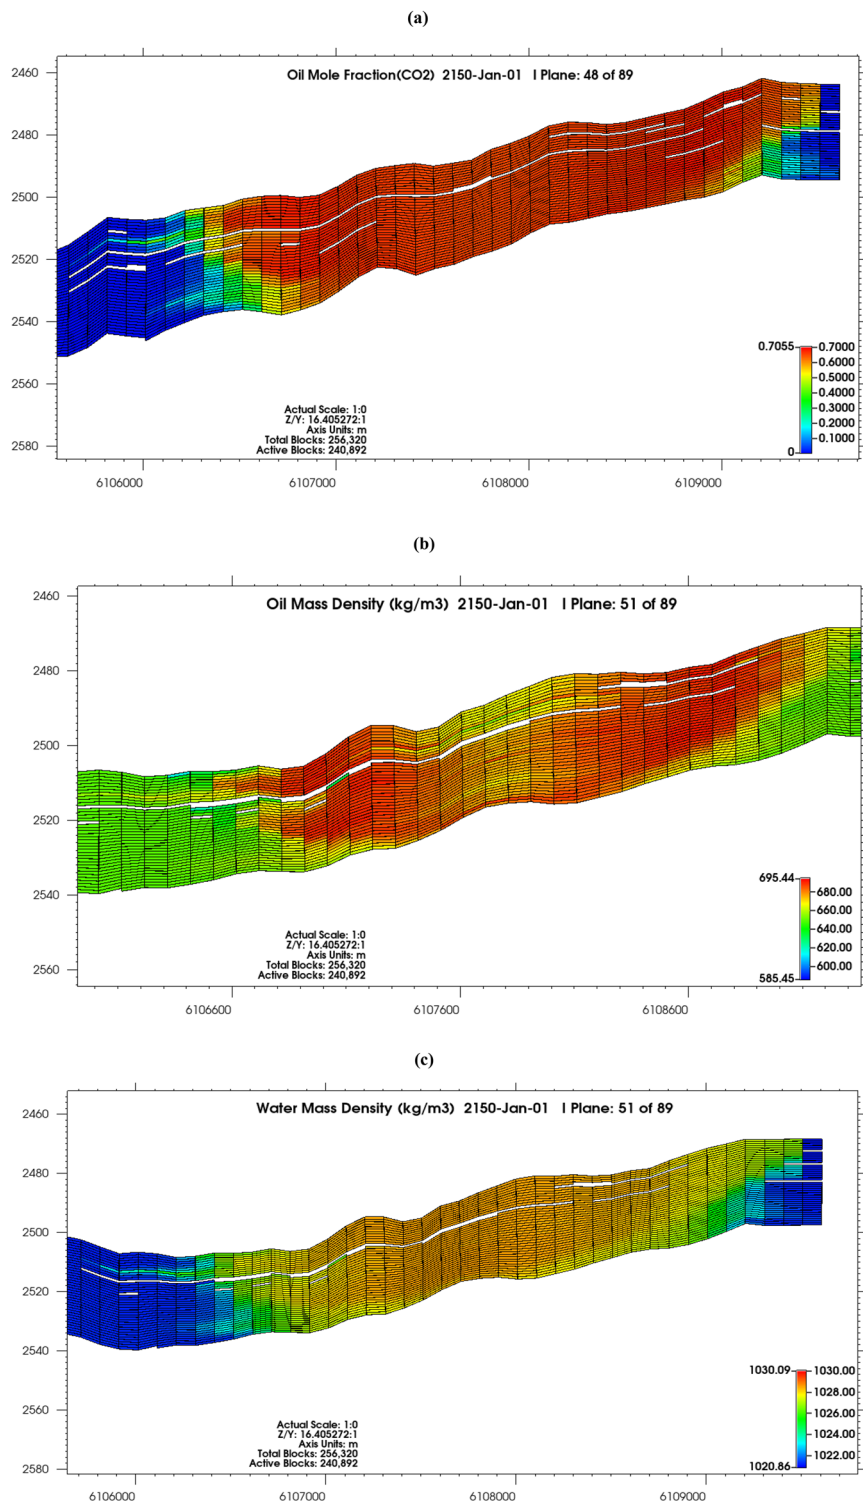 (a)
Oil Mole Fraction(CO2) 2150-Jan-01 I Plane: 48 of 89
2460
2480
2500
2520
2540
2560
2580
0.7055
0.7000
0.6000
0.5000
0.4000
0.3000
0.2000
0.1000
0
Actual Scale: 1:0
Z/Y: 16.405272:1
Axis Units: m
Total Blocks: 256,320
Active Blocks: 240,892
6106000
6107000
6108000
6109000
(b)
Oil Mass Density (kg/m3) 2150-Jan-01 I Plane: 51 of 89
2460
2480
2500
2520
2540
2560
695.44
680.00
660.00
640.00
620.00
600.00
585.45
Actual Scale: 1:0
Z/Y: 16.405272:1
Axis Units: m
Total Blocks: 256,320
Active Blocks: 240,892
6106600
6107600
6108600
(c)
Water Mass Density (kg/m3) 2150-Jan-01 I Plane: 51 of 89
2460
2480
2500
2520
2540
2560
2580
1030.09
1030.00
1028.00
1026.00
1024.00
1022.00
1020.86
Actual Scale: 1:0
Z/Y: 16.405272:1
Axis Units: m
Total Blocks: 256,320
Active Blocks: 240,892
6106000
6107000
6108000
6109000